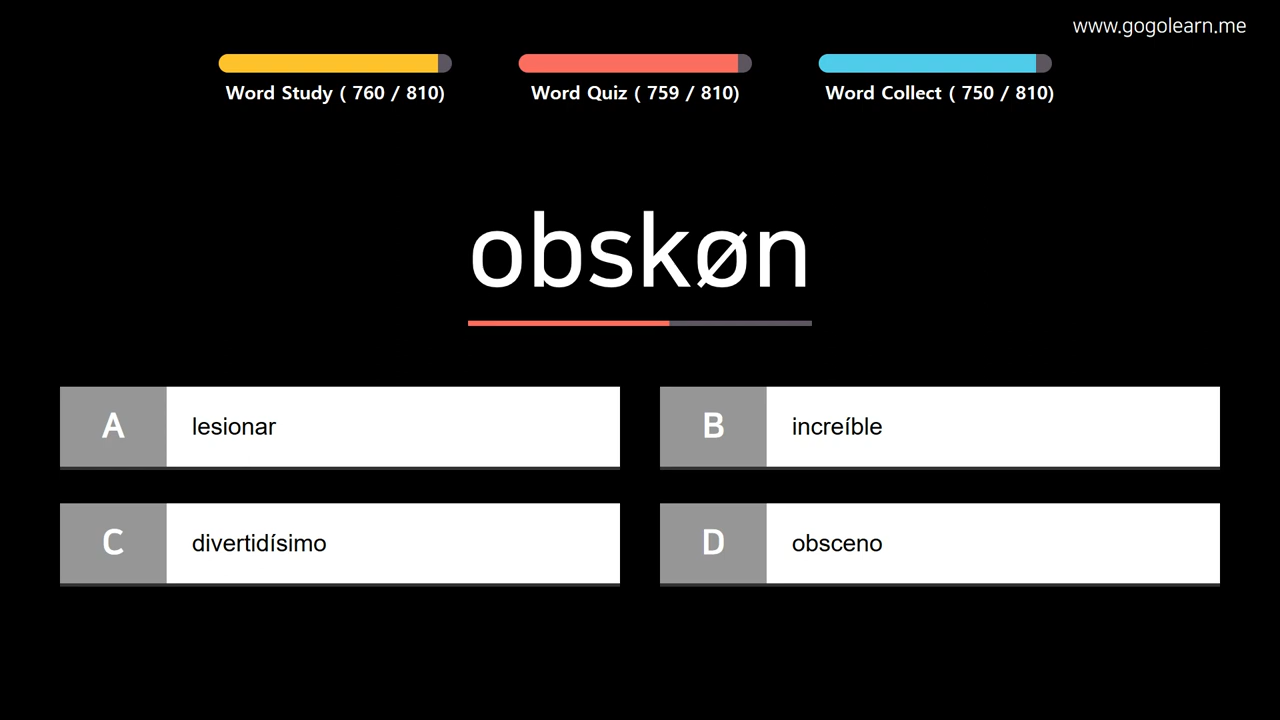 www.gogolearn.me
Word Study ( 760 / 810)
Word Quiz ( 759 / 810)
Word Collect ( 750 / 810)
obskøn
A
lesionar
B
increíble
C
divertidísimo
D
obsceno